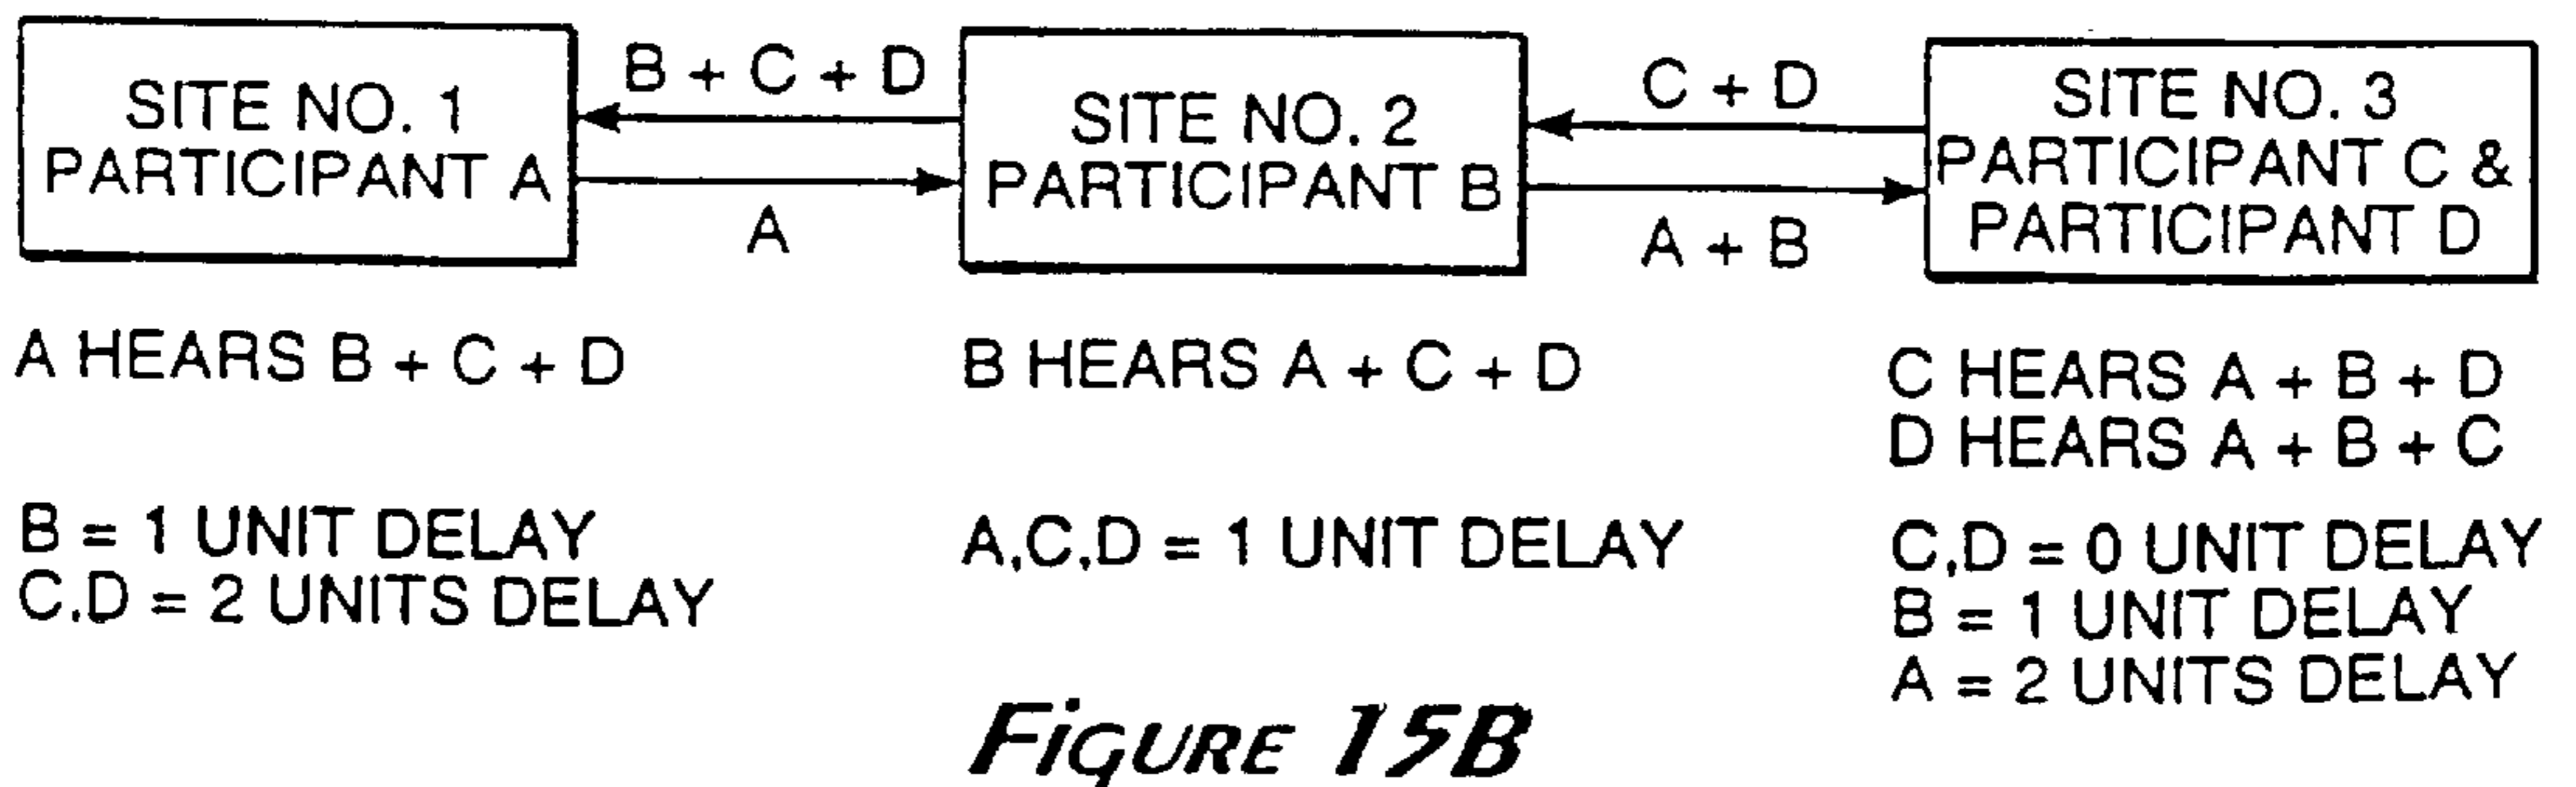 SITE NO. 1
PARTICIPANT A
B + C + D
A
SITE NO. 2
PARTICIPANT B
C + D
A + B
SITE NO. 3
PARTICIPANT C &
PARTICIPANT D
A HEARS B + C + D
B HEARS A + C + D
C HEARS A + B + D
D HEARS A + B + C
B = 1 UNIT DELAY
C,D = 2 UNITS DELAY
A,C,D = 1 UNIT DELAY
C,D = 0 UNIT DELAY
B = 1 UNIT DELAY
A = 2 UNITS DELAY
FIGURE 15B